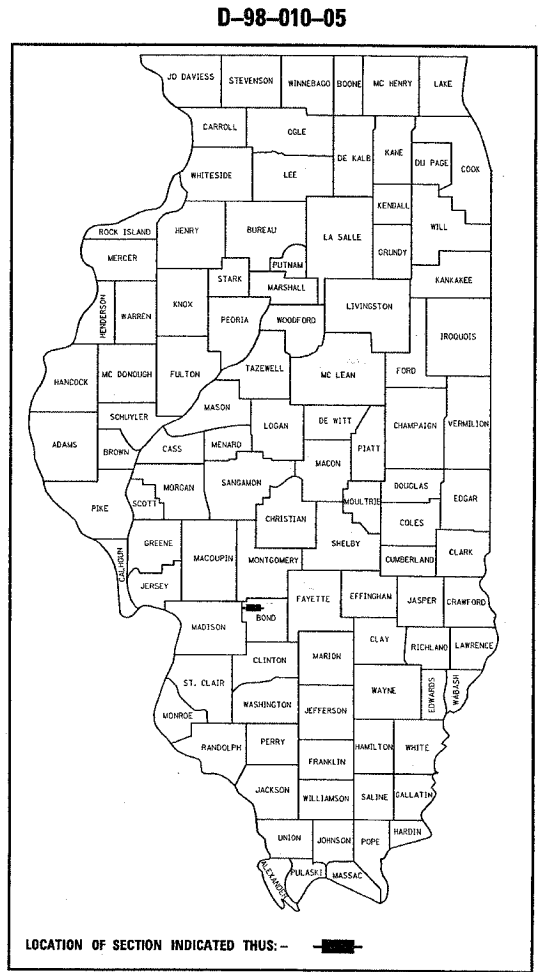 D-98-010-05
JO DAVIESS STEVENSON WINNEBAGO BOONE MC HENRY LAKE
CARROLL OGLE
DE KALB KANE DU PAGE COOK
WHITESIDE LEE
KENDALL
ROCK ISLAND HENRY BUREAU LA SALLE WILL
MERCER PUTNAM GRUNDY
STARK MARSHALL KANKAKEE
HENDERSON WARREN KNOX PEORIA WOODFORD LIVINGSTON
IROQUOIS
HANCOCK MC DONOUGH FULTON TAZEWELL MC LEAN FORD
MASON
SCHUYLER LOGAN DE WITT CHAMPAIGN VERMILION
ADAMS BROWN CASS MENARD PIATT
MACON
MORGAN SANGAMON DOUGLAS
PIKE SCOTT CHRISTIAN MOULTRIE EDGAR
COLES
GREENE MACOUPIN SHELBY
CALHOUN MONTGOMERY CUMBERLAND CLARK
JERSEY FAYETTE EFFINGHAM JASPER CRAWFORD
MADISON BOND
CLAY RICHLAND LAWRENCE
CLINTON MARION
ST. CLAIR WAYNE EDWARDS WABASH
WASHINGTON JEFFERSON
MONROE
RANDOLPH PERRY HAMILTON WHITE
FRANKLIN
JACKSON WILLIAMSON SALINE GALLATIN
UNION JOHNSON POPE HARDIN
ALEXANDER PULASKI MASSAC
LOCATION OF SECTION INDICATED THUS:-